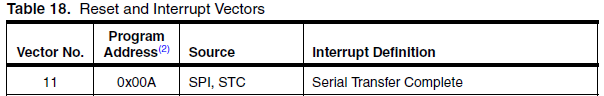 Table 18. Reset and Interrupt Vectors
Vector No. Program Address(2) Source Interrupt Definition
11 0x00A SPI, STC Serial Transfer Complete